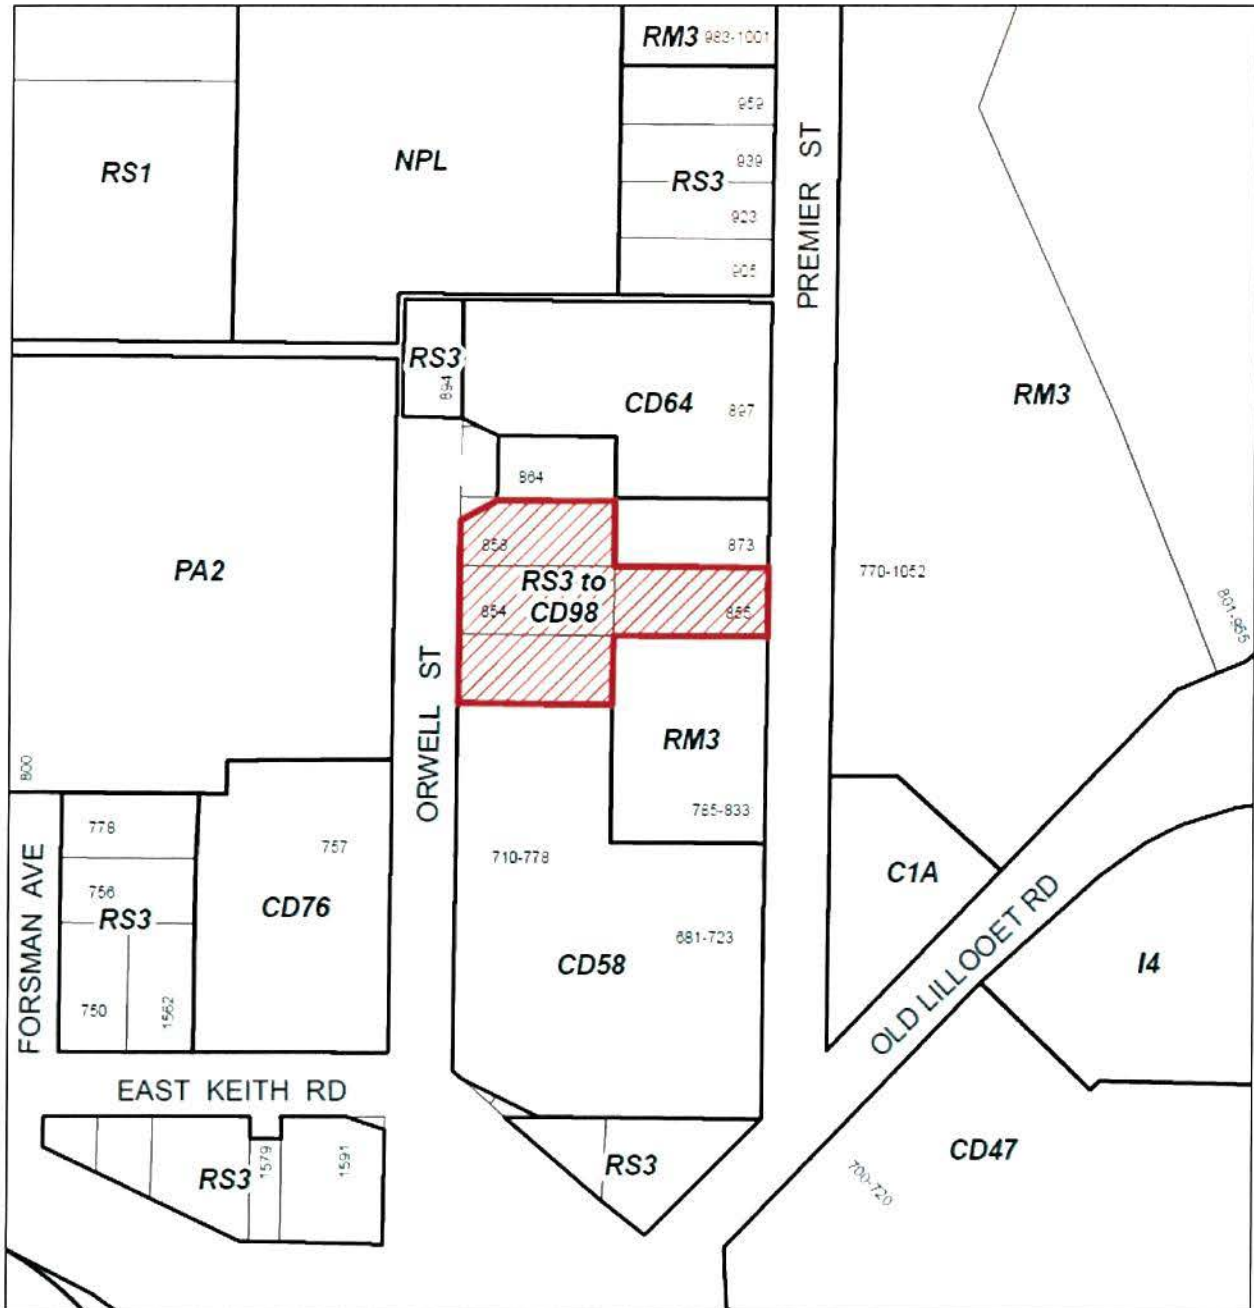 RM3 983-1001
959
RS1
NPL
939
RS3
923
905
PREMIER ST
RS3
894
CD64
897
RM3
864
858
873
PA2
RS3 to
CD98
854
770-1052
801-955
ORWELL ST
RM3
800
785-833
778
757
710-778
C1A
FORSMAN AVE
756
RS3
CD76
681-723
CD58
OLD LILLOOET RD
I4
750
1562
EAST KEITH RD
RS3
1579
1591
RS3
CD47
700-720